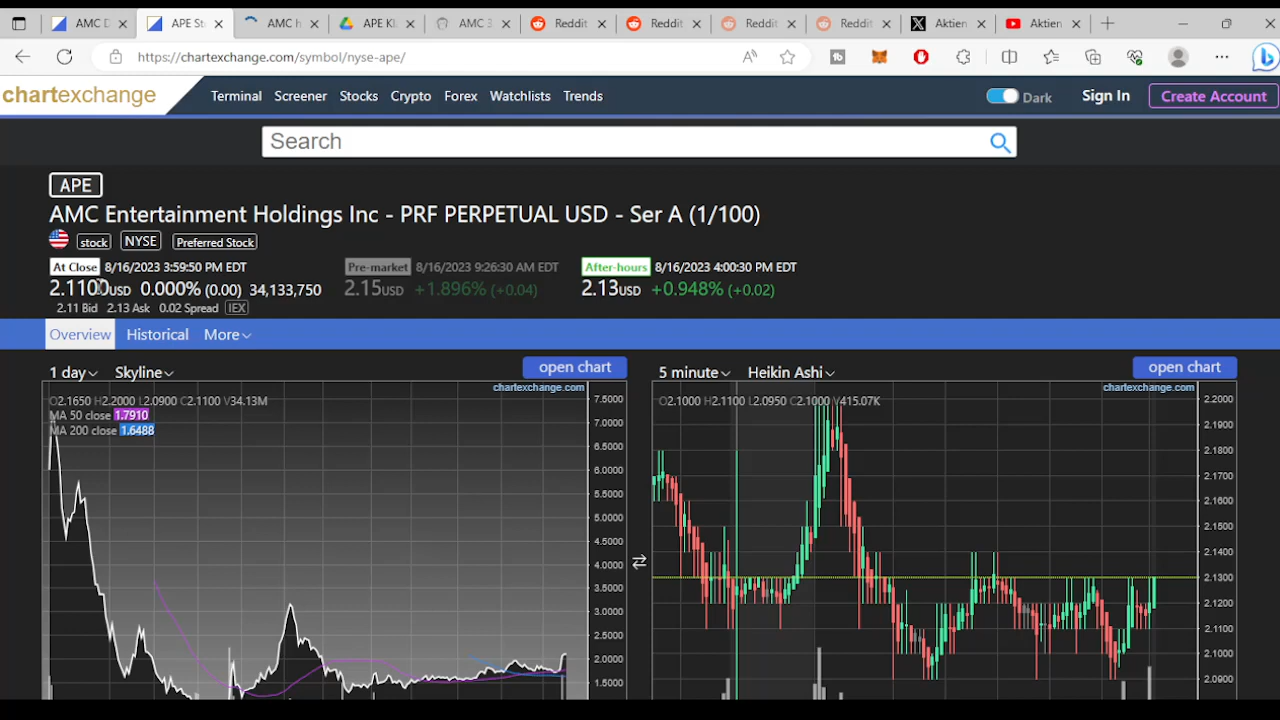 AMC D
APE St
AMC h
APE Kl
AMC 3
Reddit
Reddit
Reddit
Reddit
Aktien
Aktien
https://chartexchange.com/symbol/nyse-ape/
chartexchange
Terminal Screener Stocks Crypto Forex Watchlists Trends
Dark
Sign In
Create Account
Search
APE
AMC Entertainment Holdings Inc - PRF PERPETUAL USD - Ser A (1/100)
stock NYSE Preferred Stock
At Close 8/16/2023 3:59:50 PM EDT
2.1100USD 0.000% (0.00) 34,133,750
2.11 Bid 2.13 Ask 0.02 Spread IEX
Pre-market 8/16/2023 9:26:30 AM EDT
2.15USD +1.896% (+0.04)
After-hours 8/16/2023 4:00:30 PM EDT
2.13USD +0.948% (+0.02)
Overview Historical More
1 day Skyline
open chart
chartexchange.com
O2.1650 H2.2000 L2.0900 C2.1100 V34.13M
MA 50 close 1.7910
MA 200 close 1.6488
7.5000
7.0000
6.5000
6.0000
5.5000
5.0000
4.5000
4.0000
3.5000
3.0000
2.5000
2.0000
1.5000
5 minute Heikin Ashi
open chart
chartexchange.com
O2.1000 H2.1100 L2.0950 C2.1000 V415.07K
2.2000
2.1900
2.1800
2.1700
2.1600
2.1500
2.1400
2.1300
2.1200
2.1100
2.1000
2.0900